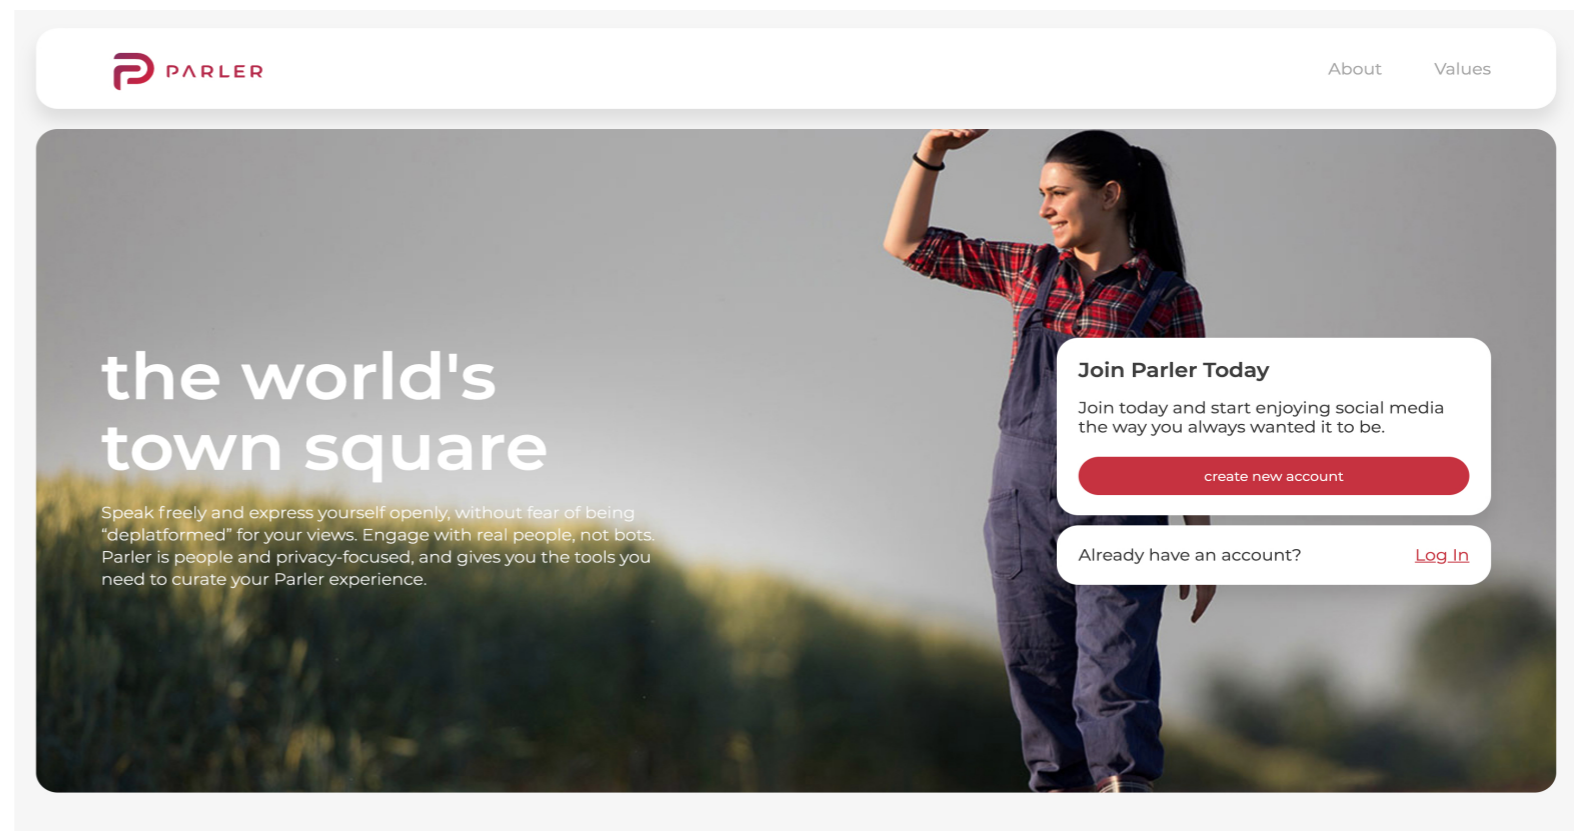 PARLER
About
Values
the world's
town square
Speak freely and express yourself openly, without fear of being
“deplatformed” for your views. Engage with real people, not bots.
Parler is people and privacy-focused, and gives you the tools you
need to curate your Parler experience.
Join Parler Today
Join today and start enjoying social media
the way you always wanted it to be.
create new account
Already have an account?
Log In